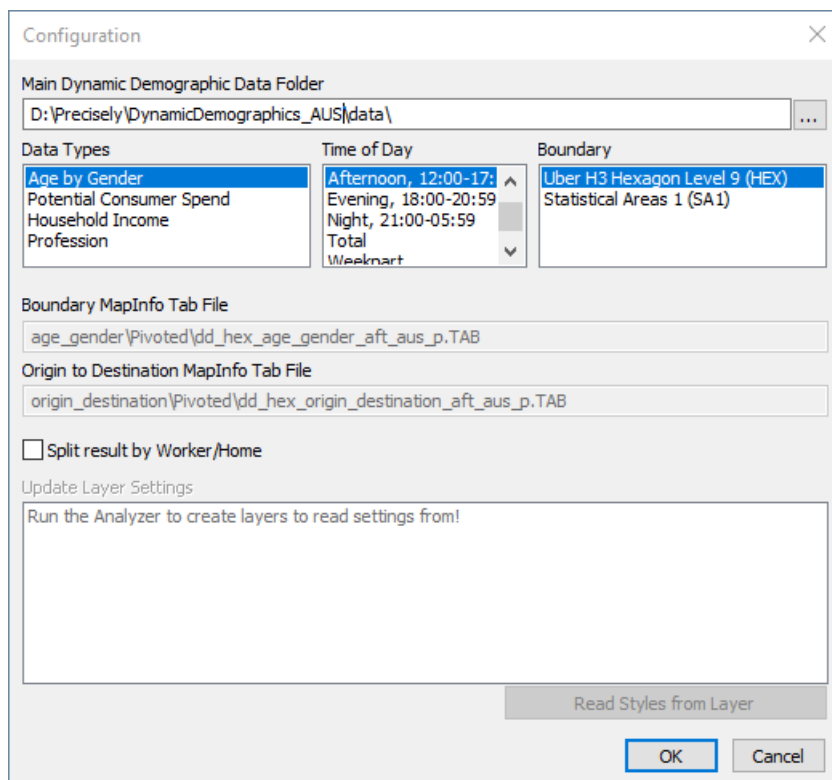 Configuration
Main Dynamic Demographic Data Folder
D:\Precisely\DynamicDemographics_AUS\data\
...
Data Types
Time of Day
Boundary
Age by Gender
Potential Consumer Spend
Household Income
Profession
Afternoon, 12:00-17:
Evening, 18:00-20:59
Night, 21:00-05:59
Total
Weekpart
Uber H3 Hexagon Level 9 (HEX)
Statistical Areas 1 (SA1)
Boundary MapInfo Tab File
age_gender\Pivoted\dd_hex_age_gender_aft_aus_p.TAB
Origin to Destination MapInfo Tab File
origin_destination\Pivoted\dd_hex_origin_destination_aft_aus_p.TAB
Split result by Worker/Home
Update Layer Settings
Run the Analyzer to create layers to read settings from!
Read Styles from Layer
OK
Cancel